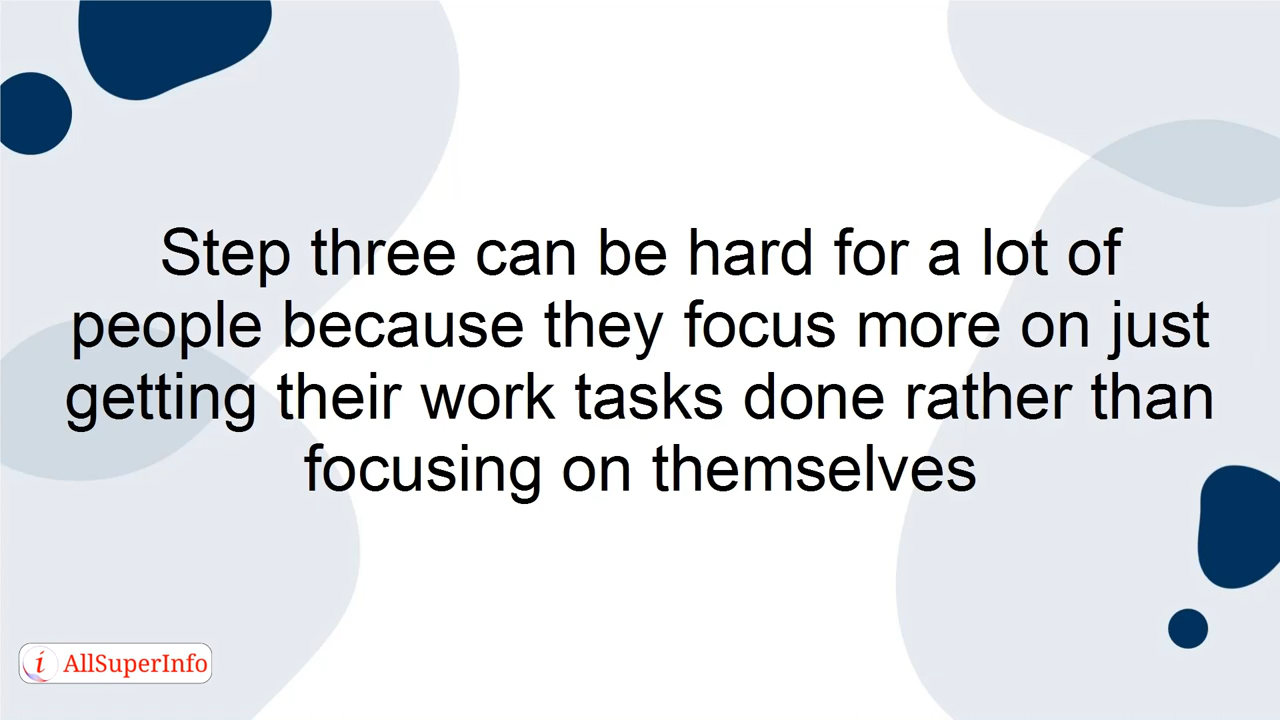 Step three can be hard for a lot of
people because they focus more on just
getting their work tasks done rather than
focusing on themselves
i AllSuperInfo